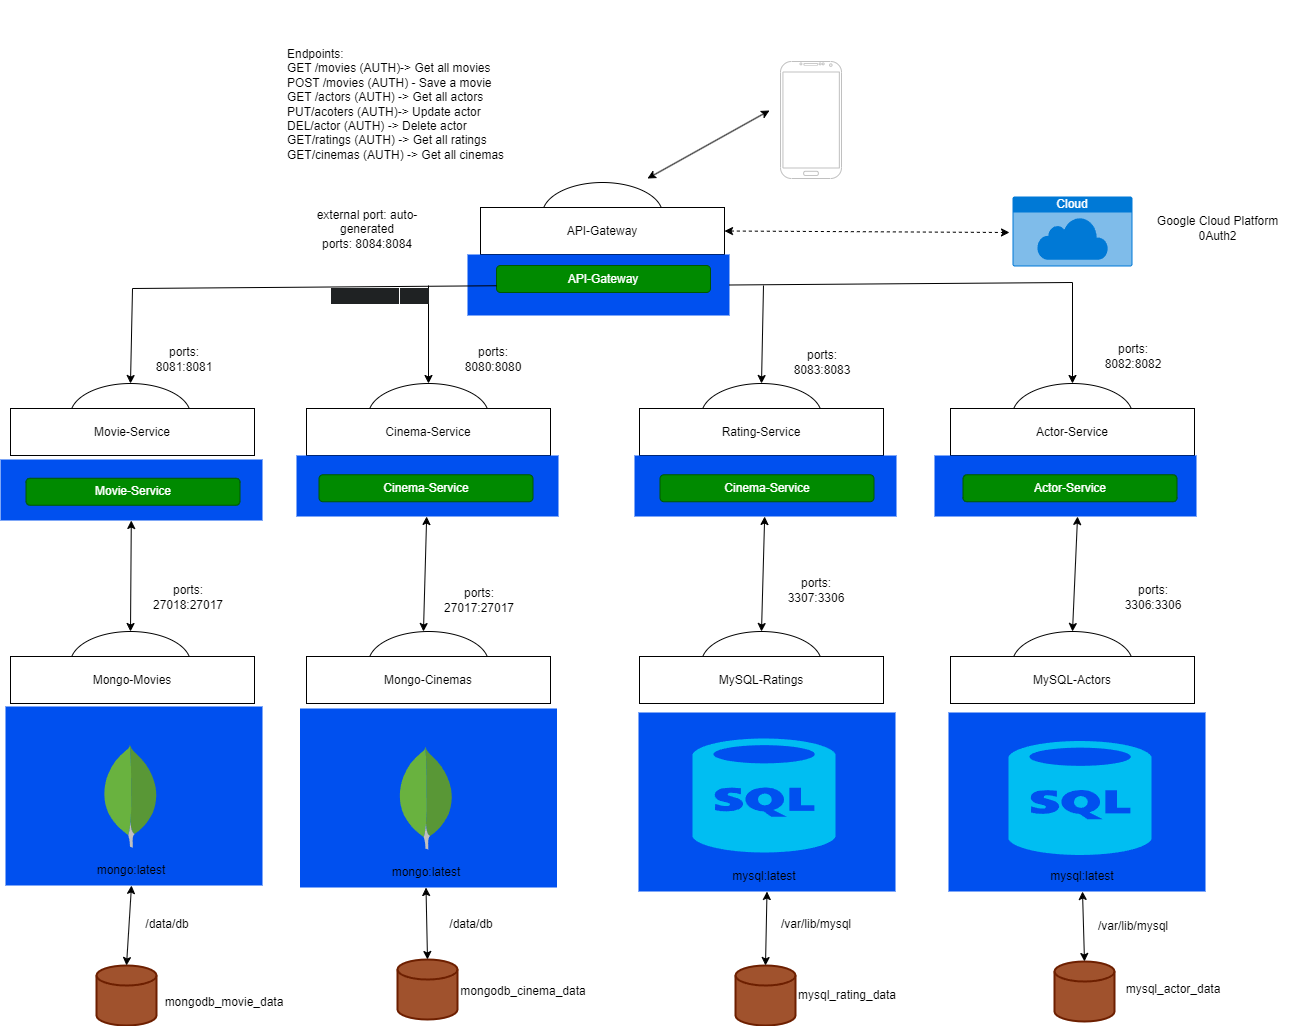 Endpoints:
GET /movies (AUTH)-> Get all movies
POST /movies (AUTH) - Save a movie
GET /actors (AUTH) -> Get all actors
PUT/acoters (AUTH)-> Update actor
DEL/actor (AUTH) -> Delete actor
GET/ratings (AUTH) -> Get all ratings
GET/cinemas (AUTH) -> Get all cinemas
external port: auto-
generated
ports: 8084:8084
API-Gateway
Cloud
Google Cloud Platform
0Auth2
API-Gateway
ports:
8081:8081
ports:
8080:8080
ports:
8083:8083
ports:
8082:8082
Movie-Service
Cinema-Service
Rating-Service
Actor-Service
Movie-Service
Cinema-Service
Cinema-Service
Actor-Service
ports:
27018:27017
ports:
27017:27017
ports:
3307:3306
ports:
3306:3306
Mongo-Movies
Mongo-Cinemas
MySQL-Ratings
MySQL-Actors
SQL
SQL
mongo:latest
mongo:latest
mysql:latest
mysql:latest
/data/db
/data/db
/var/lib/mysql
/var/lib/mysql
mongodb_movie_data
mongodb_cinema_data
mysql_rating_data
mysql_actor_data